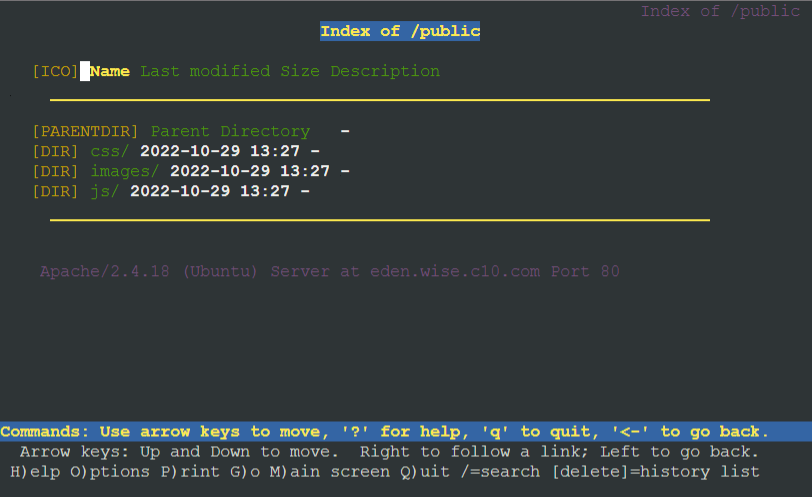 Index of /public
Index of /public
[ICO] Name Last modified Size Description
[PARENTDIR] Parent Directory -
[DIR] css/ 2022-10-29 13:27 -
[DIR] images/ 2022-10-29 13:27 -
[DIR] js/ 2022-10-29 13:27 -
Apache/2.4.18 (Ubuntu) Server at eden.wise.c10.com Port 80
Commands: Use arrow keys to move, '?' for help, 'q' to quit, '<-' to go back.
Arrow keys: Up and Down to move. Right to follow a link; Left to go back.
H)elp O)ptions P)rint G)o M)ain screen Q)uit /=search [delete]=history list